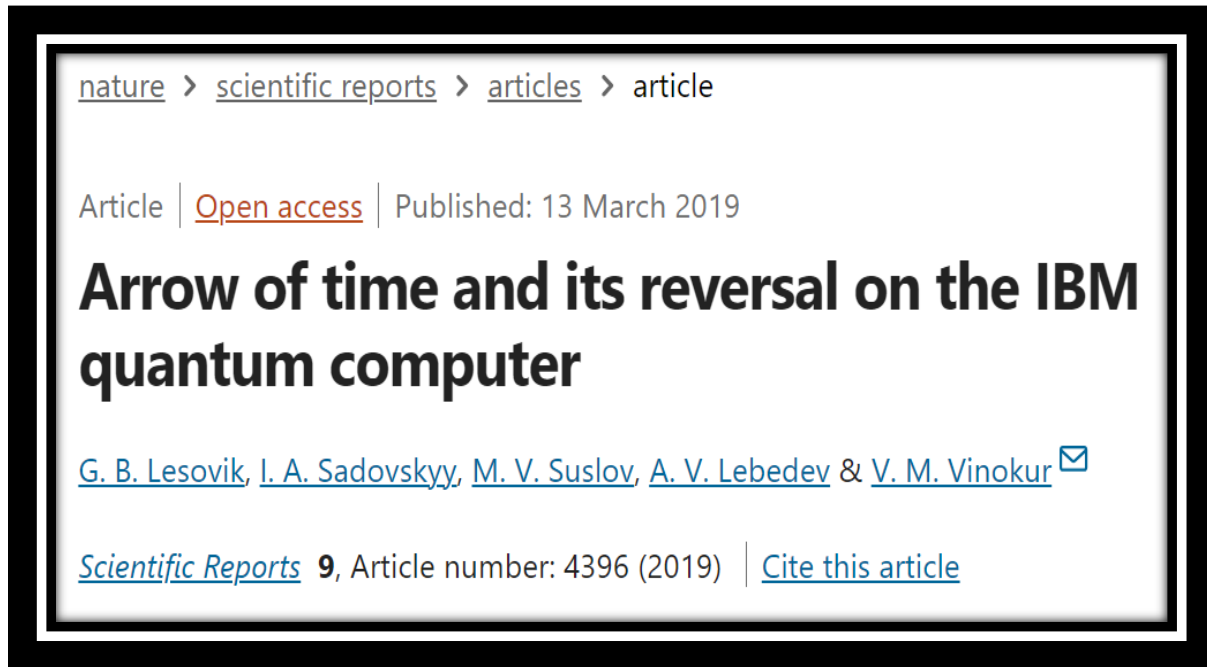 nature > scientific reports > articles > article
Article | Open access | Published: 13 March 2019
Arrow of time and its reversal on the IBM
quantum computer
G. B. Lesovik, I. A. Sadovskyy, M. V. Suslov, A. V. Lebedev & V. M. Vinokur
Scientific Reports 9, Article number: 4396 (2019) | Cite this article